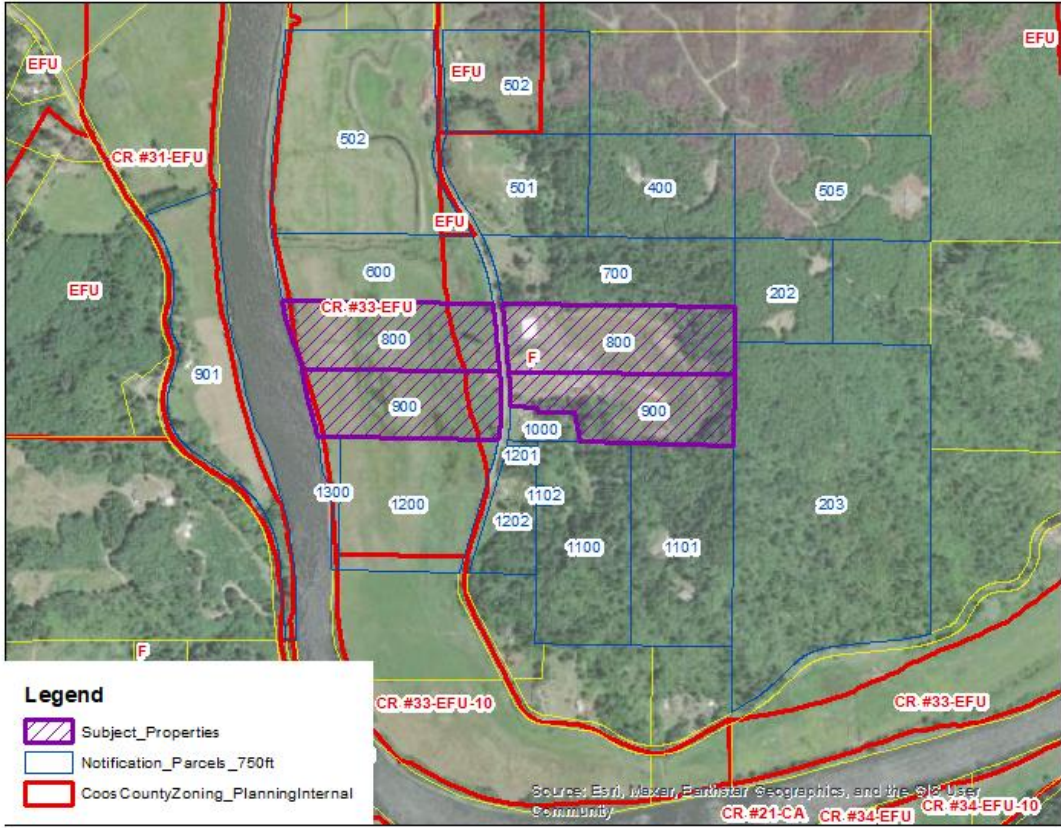 EFU
EFU
EFU
502
502
CR #31-EFU
501
400
505
EFU
600
700
202
EFU
CR #33-EFU
800
800
F
901
900
900
1000
1201
1300
1200
1102
1202
203
1100
1101
F
CR #33-EFU-10
CR #33-EFU
Legend
Subject_Properties
Notification_Parcels_750ft
CoosCountyZoning_PlanningInternal
Source: Esri, Maxar, Earthstar Geographics, and the GIS User
Community
CR #21-CA
CR #34-EFU
CR #34-EFU-10